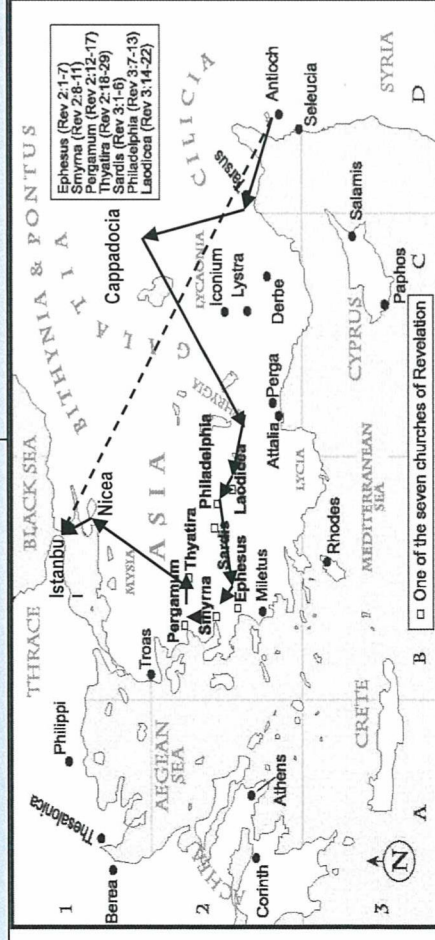 THRACE
BLACK SEA
BITHYNIA & PONTUS
Ephesus (Rev 2:1-7)
Smyrna (Rev 2:8-11)
Pergamum (Rev 2:12-17)
Thyatira (Rev 2:18-29)
Sardis (Rev 3:1-6)
Philadelphia (Rev 3:7-13)
Laodicea (Rev 3:14-22)
1
Philippi
Istanbu
l
Thessalonica
Nicea
Berea
Troas
MYSIA
ASIA
GALATIA
Cappadocia
CILICIA
Tarsus
Antioch
Seleucia
SYRIA
2
AEGEAN
SEA
Pergamum
Thyatira
Smyrna
Sardis
Philadelphia
Ephesus
Laodicea
PHRYGIA
LYCAONIA
Iconium
Lystra
Derbe
Athens
Corinth
Miletus
LYCIA
Attalia
Perga
3
CRETE
Rhodes
MEDITERRANEAN
SEA
CYPRUS
Salamis
Paphos
N
A
B
C
D
One of the seven churches of Revelation